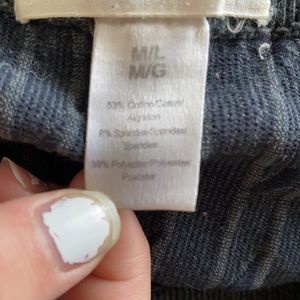 M/L
M/G
53% Cotton/Coton/
Algodon
8% Spandex/Spandex/
Spandex
39% Polyester/Polyester/
Poliester